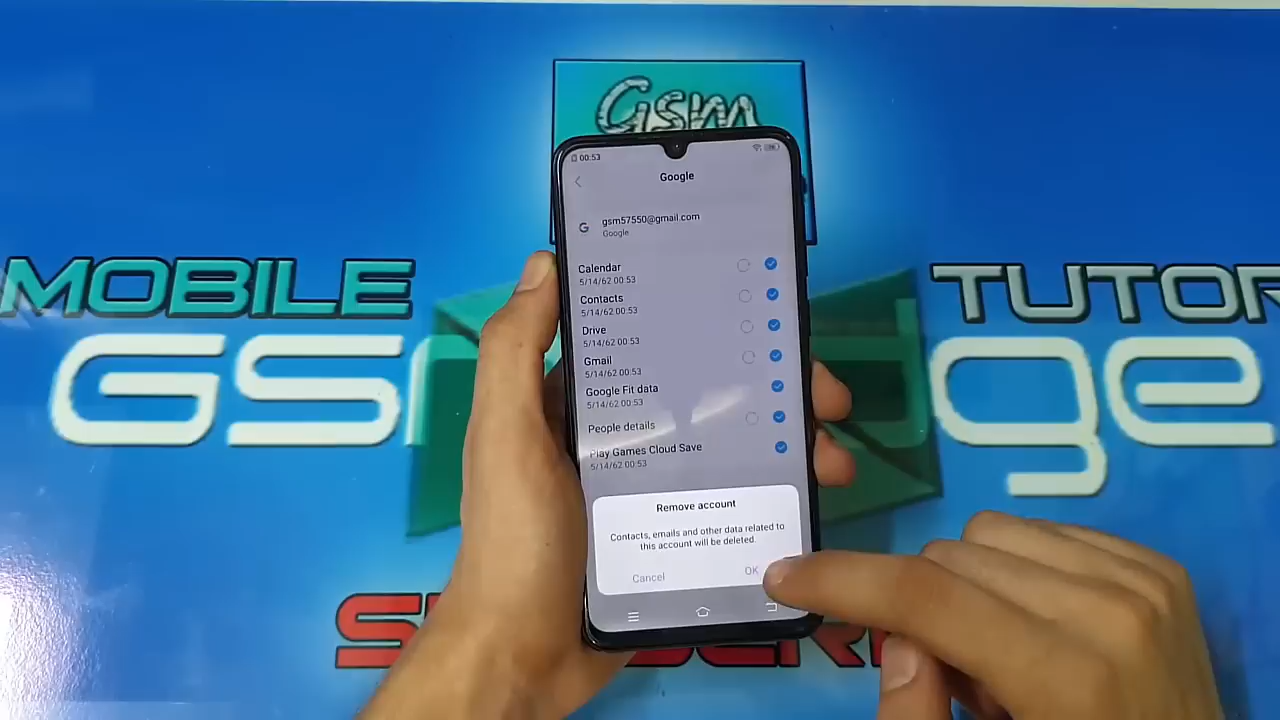 Gsm
00:53
Google
gsm57550@gmail.com
Google
Calendar
5/14/62 00:53
Contacts
5/14/62 00:53
Drive
5/14/62 00:53
Gmail
5/14/62 00:53
Google Fit data
5/14/62 00:53
People details
Play Games Cloud Save
5/14/62 00:53
Remove account
Contacts, emails and other data related to
this account will be deleted.
Cancel
OK
MOBILE
TUTOR
GS
ge